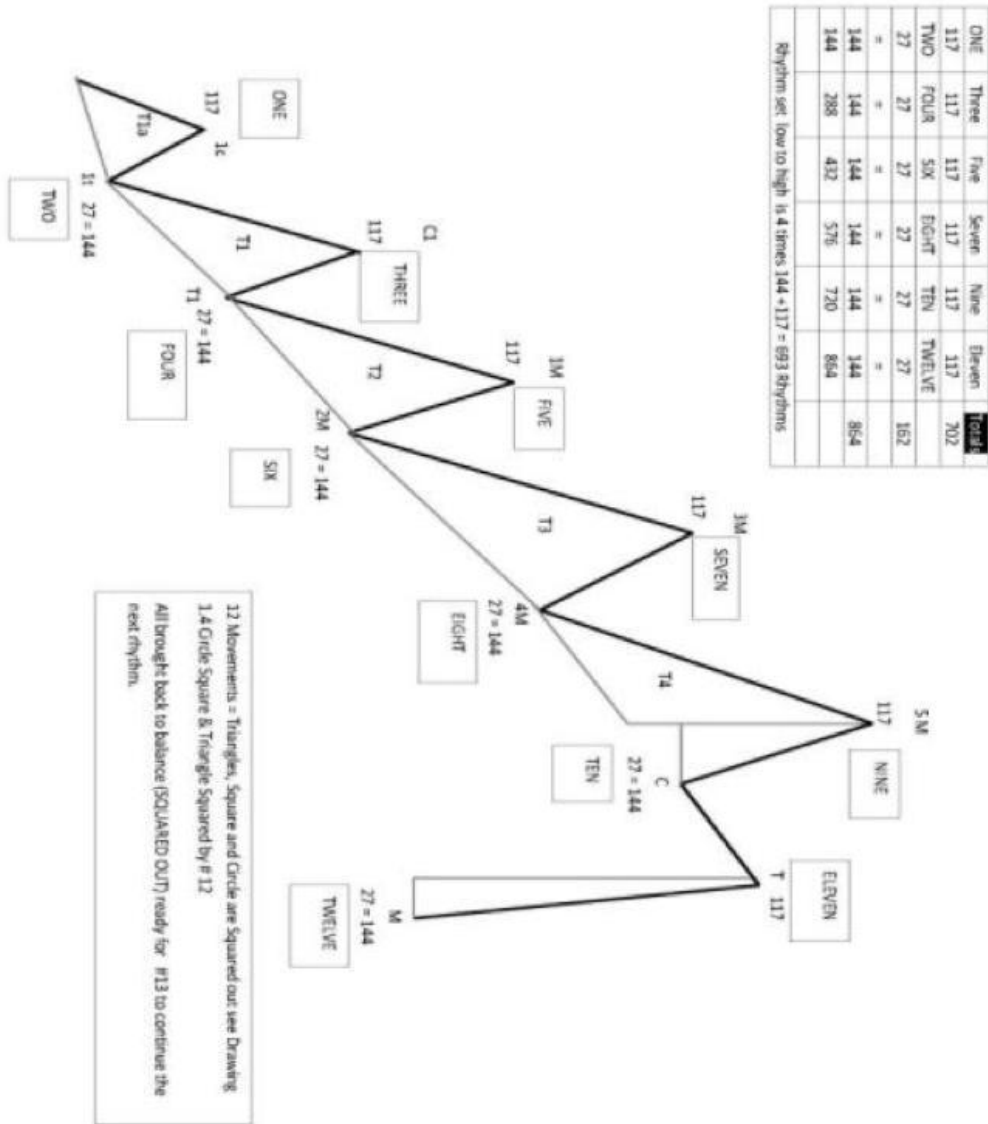 ONE Three Five Seven Nine Eleven Totals
117 117 117 117 117 117 702
TWO FOUR SIX EIGHT TEN TWELVE
27 27 27 27 27 27 162
= = = = = =
144 144 144 144 144 144 864
144 288 432 576 720 864
Rhythm set low to high is 4 times 144 +117 = 693 Rhythms
5 M
117 NINE
ELEVEN
T 117
3M
117 SEVEN
T4
C
27 = 144
TEN
1M
117 FIVE
T3
4M
27 = 144
EIGHT
C1
117 THREE
T2
M
27 = 144
TWELVE
2M 27 = 144
SIX
ONE
117 1c
T1
T1 27 = 144
FOUR
T1a
1t 27 = 144
TWO
12 Movements = Triangles, Square and Circle are Squared out see Drawing
1.4 Circle Square & Triangle Squared by # 12
All brought back to balance (SQUARED OUT) ready for #13 to continue the
next rhythm.